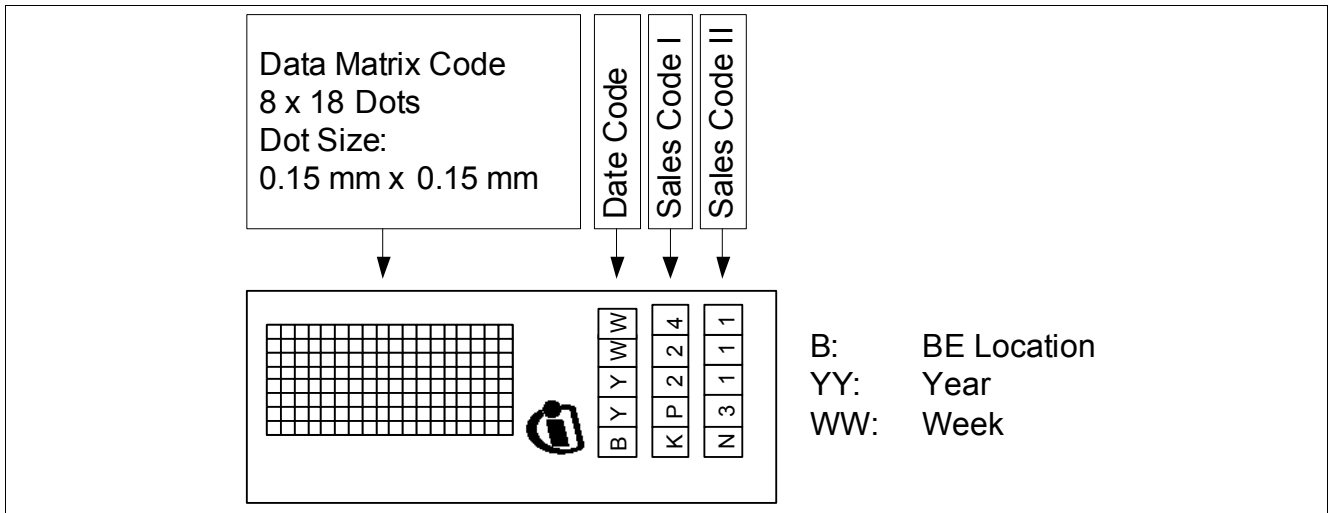 Data Matrix Code
8 x 18 Dots
Dot Size:
0.15 mm x 0.15 mm
Date Code
Sales Code I
Sales Code II
BYYWW
KP224
N3111
B: BE Location
YY: Year
WW: Week